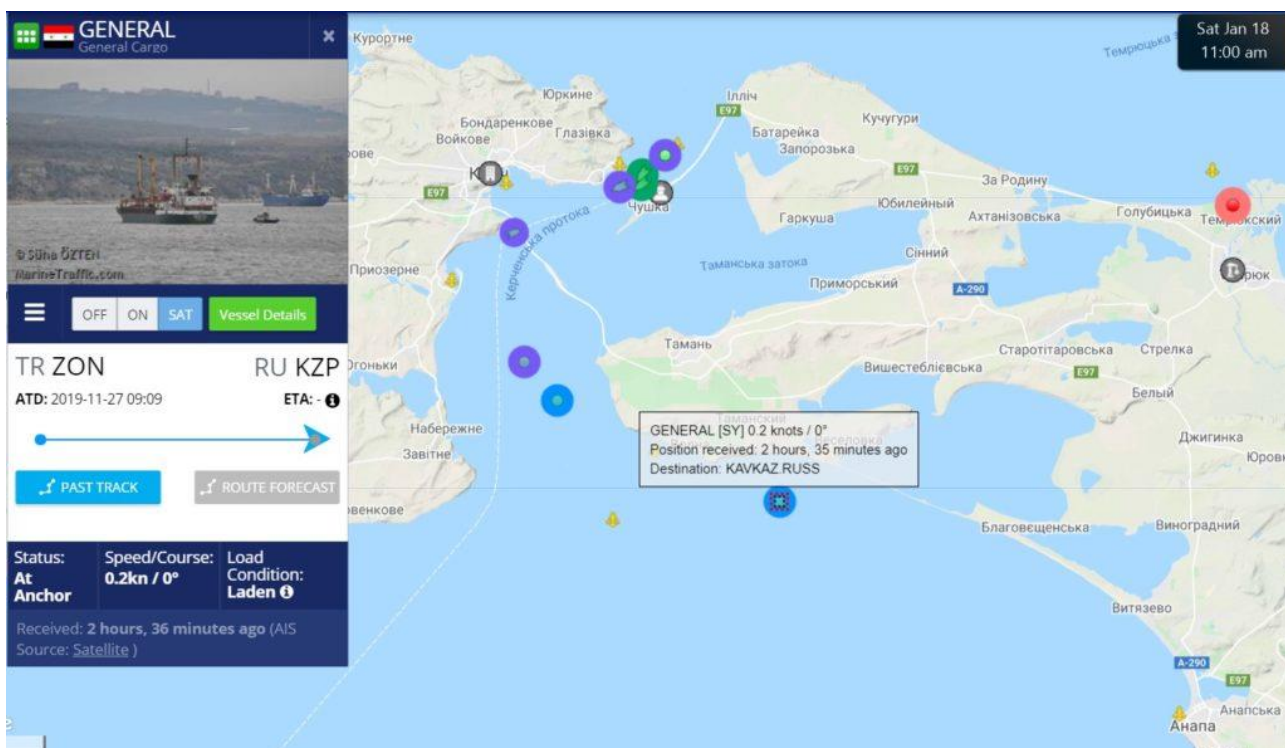 GENERAL
General Cargo
×
© Süha ÖZTEN
MarineTraffic.com
OFF ON SAT Vessel Details
TR ZON RU KZP
ATD: 2019-11-27 09:09 ETA: -
PAST TRACK ROUTE FORECAST
Status: Speed/Course: Load
At 0.2kn / 0° Condition:
Anchor Laden
Received: 2 hours, 36 minutes ago (AIS
Source: Satellite )
Sat Jan 18
11:00 am
Курортне
Юркине
Бондаренкове
Войкове
Глазівка
E97
Чушка
Приозерне
Керченська протока
Набережне
Завітне
Ілліч
E97
Батарейка
Запорозька
Кучугури
E97
За Родину
Юбилейный
Гаркуша
Ахтанізовська
Голубицька
Сінний
Таманська затока
Приморський
A-290
Тамань
Вишестебліївська
Старотітаровська
Стрелка
E97
Белый
GENERAL [SY] 0.2 knots / 0°
Position received: 2 hours, 35 minutes ago
Destination: KAVKAZ.RUSS
Джигинка
Благовєщенська
Виноградний
Витязево
A-290
E97
Анапська
Анапа